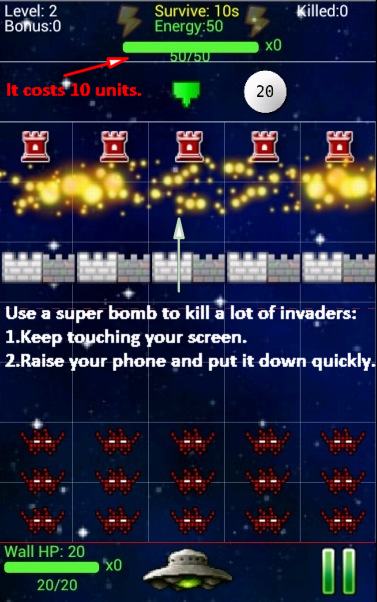 Level: 2
Survive: 10s
Killed:0
Bonus:0
Energy:50
x0
50/50
It costs 10 units.
20
Use a super bomb to kill a lot of invaders:
1.Keep touching your screen.
2.Raise your phone and put it down quickly.
Wall HP: 20
x0
20/20